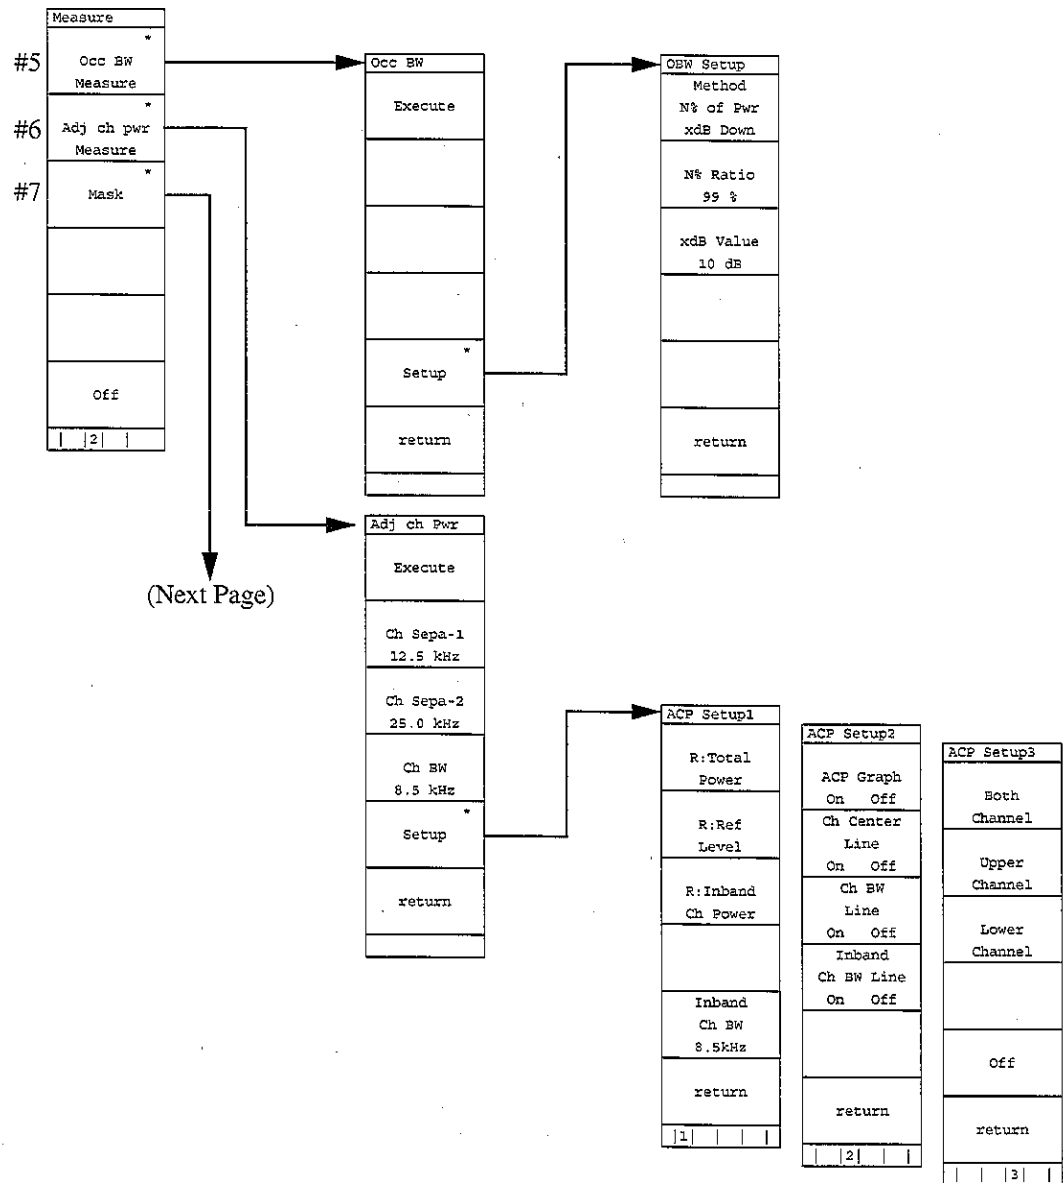 Measure
*
#5
Occ BW
Measure
*
#6
Adj ch pwr
Measure
*
#7
Mask
Off
| |2| |
Occ BW
Execute
*
Setup
return
OBW Setup
Method
N% of Pwr
xdB Down
N% Ratio
99 %
xdB Value
10 dB
return
(Next Page)
Adj ch Pwr
Execute
Ch Sepa-1
12.5 kHz
Ch Sepa-2
25.0 kHz
Ch BW
8.5 kHz
*
Setup
return
ACP Setup1
R:Total
Power
R:Ref
Level
R:Inband
Ch Power
Inband
Ch BW
8.5kHz
return
|1| | | |
ACP Setup2
ACP Graph
On Off
Ch Center
Line
On Off
Ch BW
Line
On Off
Inband
Ch BW Line
On Off
return
| |2| | |
ACP Setup3
Both
Channel
Upper
Channel
Lower
Channel
Off
return
| | |3| |